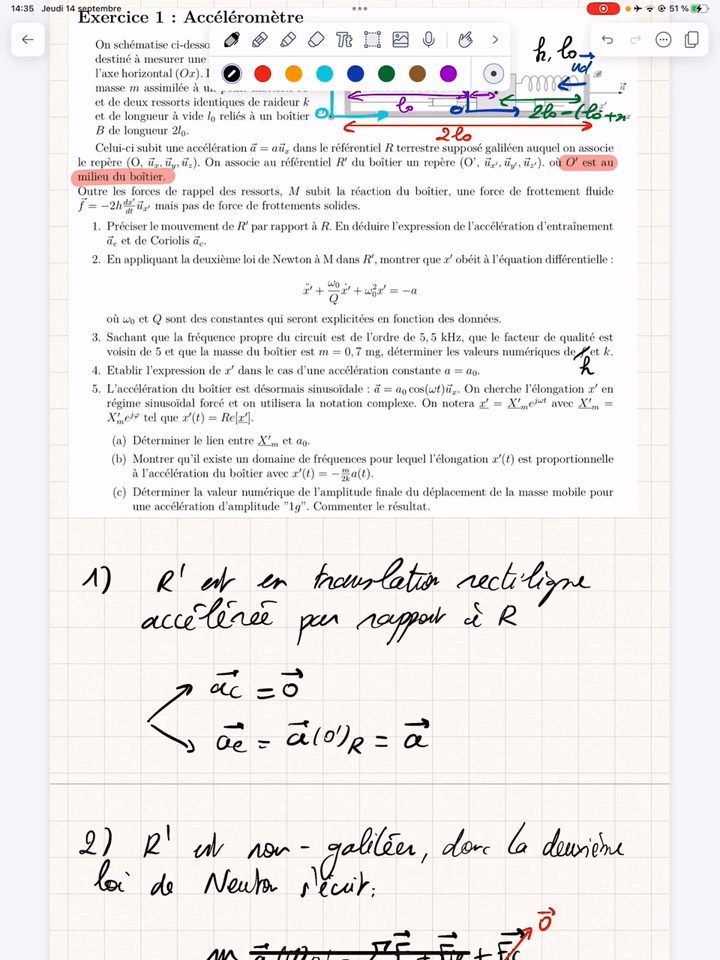 14:35 Jeudi 14 septembre
51 %
Exercice 1 : Accéléromètre
On schématise ci-desso
destiné à mesurer une
l'axe horizontal (Ox).
masse m assimilée à
et de deux ressorts identiques de raideur k
et de longueur à vide l₀ reliés à un boîtier
B de longueur 2l₀.
k, l₀
l₀
2l₀
2l₀-(l₀+x
B
Celui-ci subit une accélération a⃗ = au⃗ₓ dans le référentiel R terrestre supposé galiléen auquel on associe
le repère (O, u⃗ₓ, u⃗ᵧ, u⃗_z). On associe au référentiel R' du boîtier un repère (O', u⃗ₓ', u⃗ᵧ', u⃗_z'). où O' est au
milieu du boîtier.
Outre les forces de rappel des ressorts, M subit la réaction du boîtier, une force de frottement fluide
f⃗ = −2h dx'/dt u⃗ₓ' mais pas de force de frottements solides.
1. Préciser le mouvement de R' par rapport à R. En déduire l'expression de l'accélération d'entraînement
a⃗ₑ et de Coriolis a⃗_c.
2. En appliquant la deuxième loi de Newton à M dans R', montrer que x' obéit à l'équation différentielle :
ẍ' + ω₀/Q ẋ' + ω₀²x' = −a
où ω₀ et Q sont des constantes qui seront explicitées en fonction des données.
3. Sachant que la fréquence propre du circuit est de l'ordre de 5, 5 kHz, que le facteur de qualité est
voisin de 5 et que la masse du boîtier est m = 0, 7 mg, déterminer les valeurs numériques de f et k.
h
4. Etablir l'expression de x' dans le cas d'une accélération constante a = a₀.
5. L'accélération du boîtier est désormais sinusoïdale : a⃗ = a₀ cos(ωt)u⃗ₓ. On cherche l'élongation x' en
régime sinusoïdal forcé et on utilisera la notation complexe. On notera x' = X'ₘe^{jωt} avec X'ₘ =
X'ₘe^{jφ} tel que x'(t) = Re[x'].
(a) Déterminer le lien entre X'ₘ et a₀.
(b) Montrer qu'il existe un domaine de fréquences pour lequel l'élongation x'(t) est proportionnelle
à l'accélération du boîtier avec x'(t) = −m/2k a(t).
(c) Déterminer la valeur numérique de l'amplitude finale du déplacement de la masse mobile pour
une accélération d'amplitude "1g". Commenter le résultat.
1) R' est en translation rectiligne
accélérée par rapport à R
a⃗c = 0⃗
a⃗e = a⃗(O')R = a⃗
2) R' est non-galiléen, donc la deuxième
loi de Newton s'écrit:
0⃗